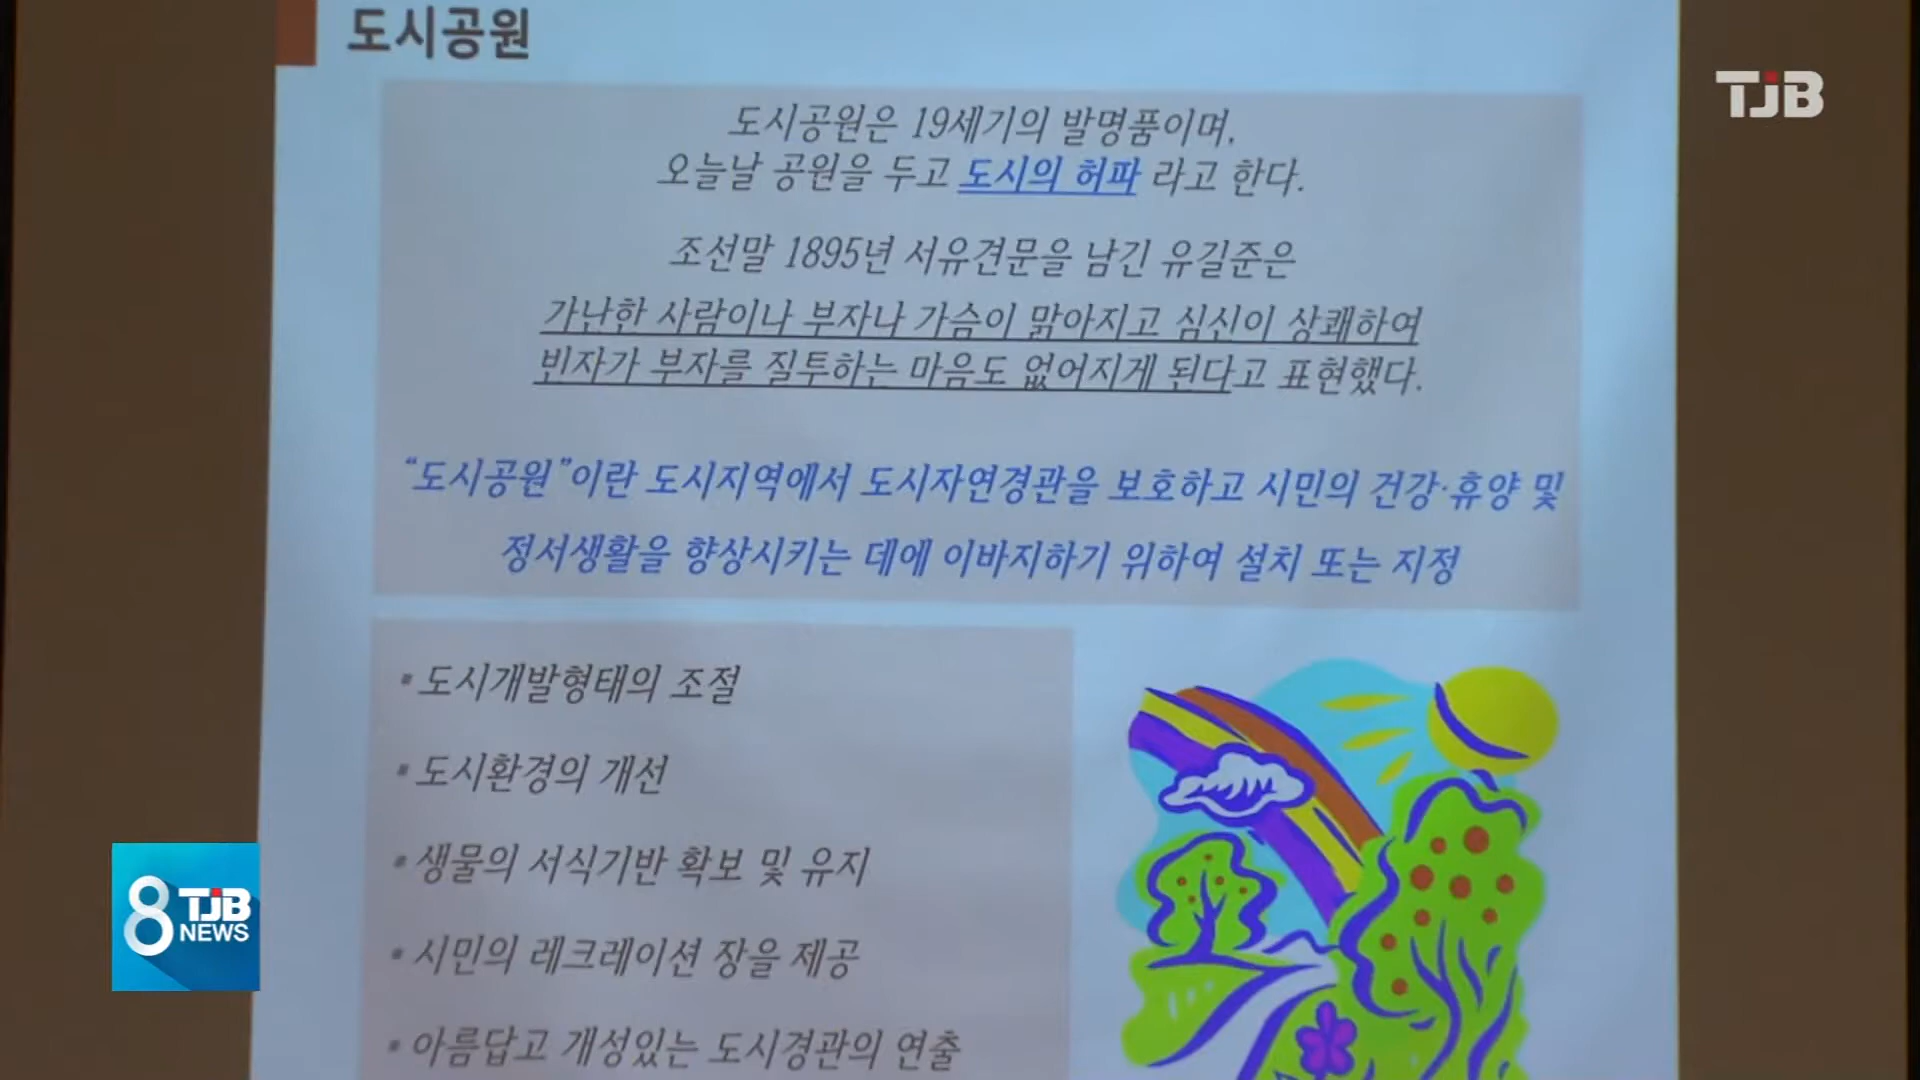 도시공원
TJB
도시공원은 19세기의 발명품이며,
오늘날 공원을 두고 도시의 허파 라고 한다.
조선말 1895년 서유견문을 남긴 유길준은
가난한 사람이나 부자나 가슴이 맑아지고 심신이 상쾌하여
빈자가 부자를 질투하는 마음도 없어지게 된다고 표현했다.
“도시공원”이란 도시지역에서 도시자연경관을 보호하고 시민의 건강·휴양 및
정서생활을 향상시키는 데에 이바지하기 위하여 설치 또는 지정
▪ 도시개발형태의 조절
▪ 도시환경의 개선
▪ 생물의 서식기반 확보 및 유지
▪ 시민의 레크레이션 장을 제공
▪ 아름답고 개성있는 도시경관의 연출
8 TJB
NEWS